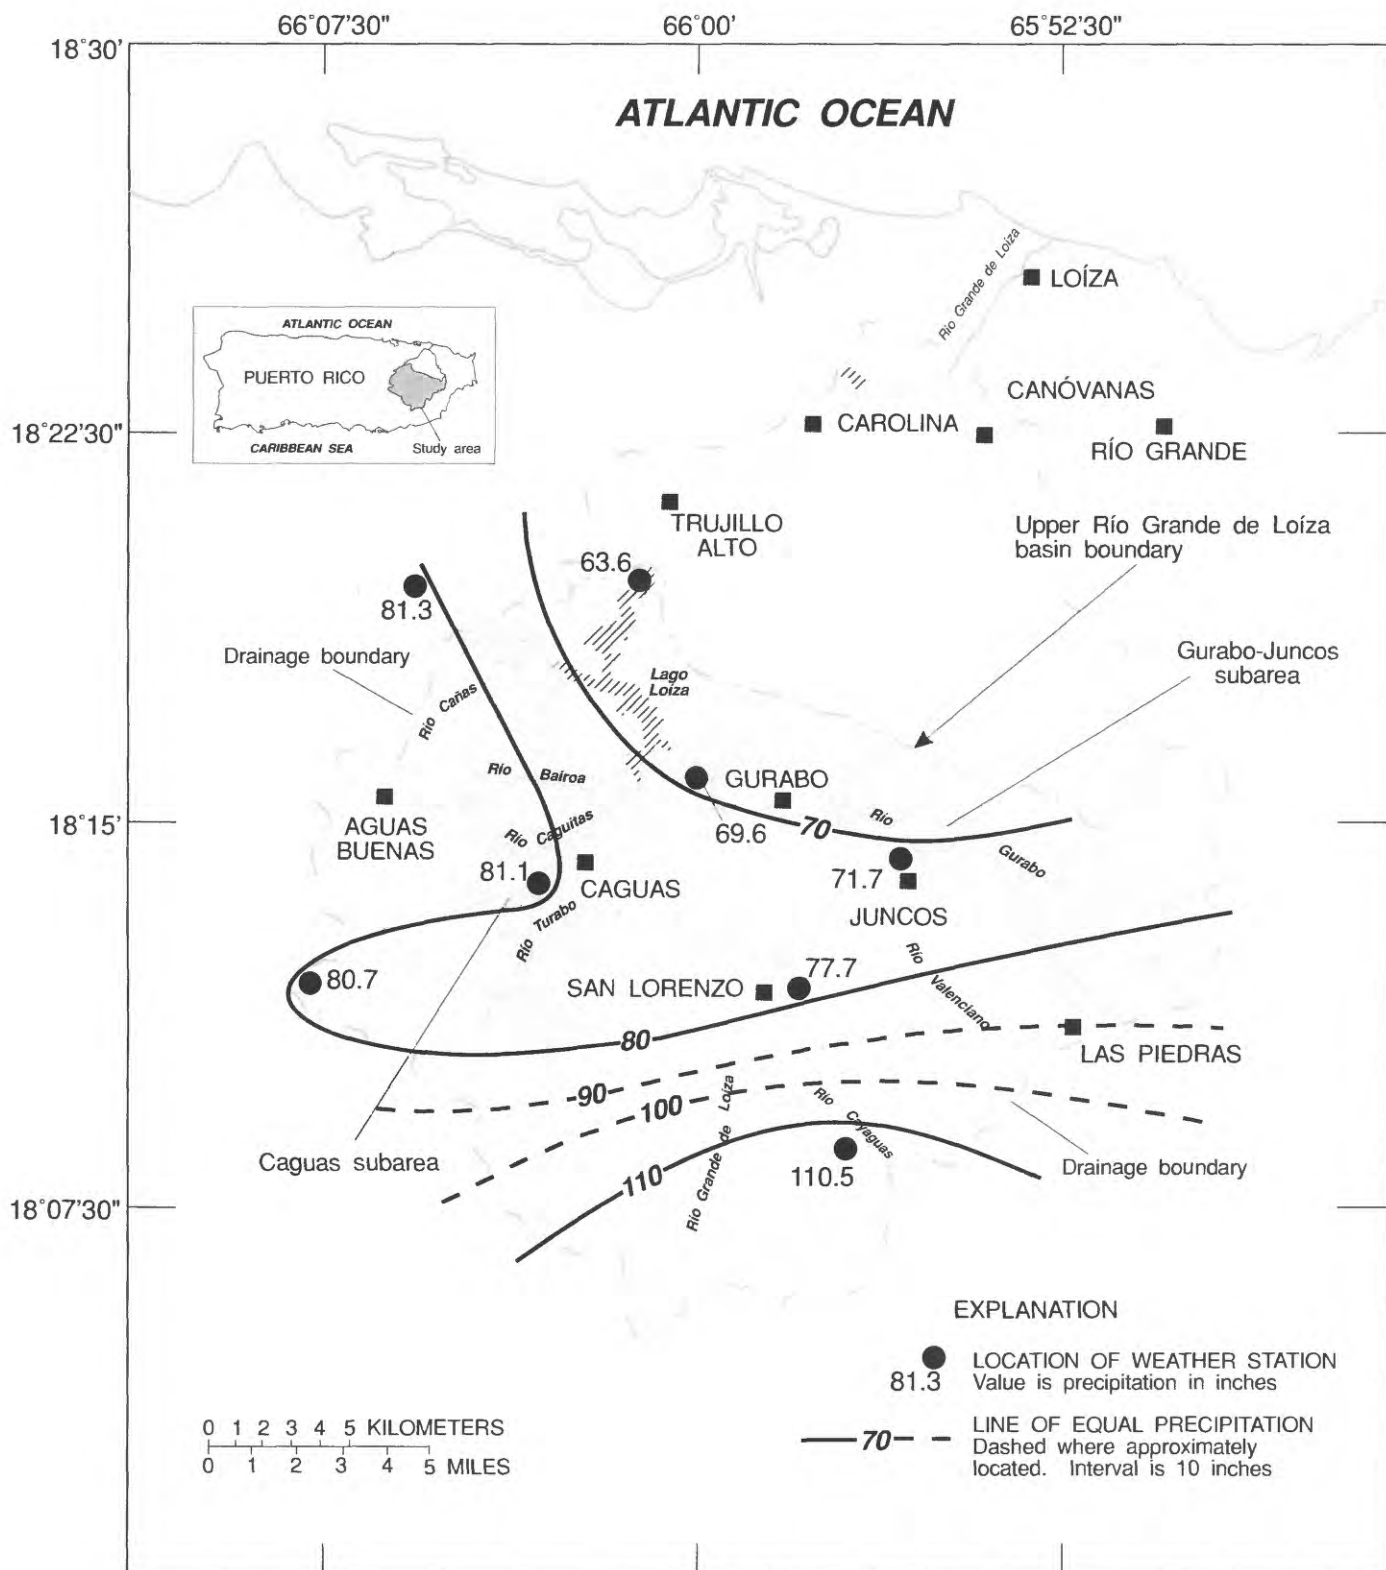 66°07'30"
66°00'
65°52'30"
18°30'
ATLANTIC OCEAN
Río Grande de Loíza
LOÍZA
ATLANTIC OCEAN
PUERTO RICO
CARIBBEAN SEA
Study area
CANÓVANAS
18°22'30"
CAROLINA
RÍO GRANDE
TRUJILLO
ALTO
Upper Río Grande de Loíza
basin boundary
63.6
81.3
Drainage boundary
Gurabo-Juncos
subarea
Lago
Loíza
Río Cañas
Río Bairoa
GURABO
18°15'
AGUAS
BUENAS
Río Caguitas
69.6
70
Río
Gurabo
81.1
CAGUAS
71.7
JUNCOS
Río Turabo
80.7
SAN LORENZO
77.7
Río Valenciano
80
LAS PIEDRAS
90
100
Río Grande de Loíza
Río Cayaguas
Caguas subarea
110
110.5
Drainage boundary
18°07'30"
EXPLANATION
LOCATION OF WEATHER STATION
81.3 Value is precipitation in inches
0 1 2 3 4 5 KILOMETERS
0 1 2 3 4 5 MILES
70
LINE OF EQUAL PRECIPITATION
Dashed where approximately
located. Interval is 10 inches